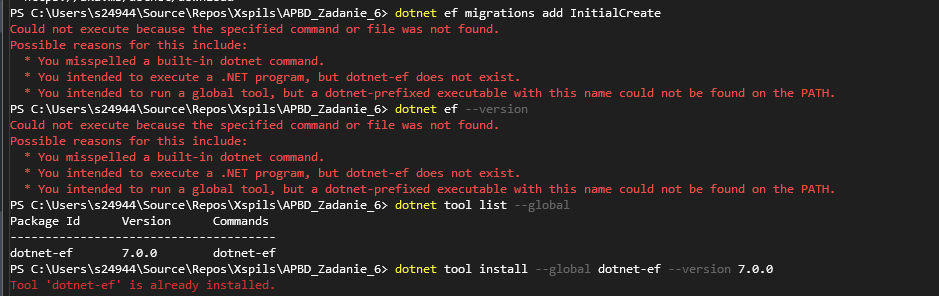 PS C:\Users\s24944\Source\Repos\Xspils\APBD_Zadanie_6> dotnet ef migrations add InitialCreate
Could not execute because the specified command or file was not found.
Possible reasons for this include:
  * You misspelled a built-in dotnet command.
  * You intended to execute a .NET program, but dotnet-ef does not exist.
  * You intended to run a global tool, but a dotnet-prefixed executable with this name could not be found on the PATH.
PS C:\Users\s24944\Source\Repos\Xspils\APBD_Zadanie_6> dotnet ef --version
Could not execute because the specified command or file was not found.
Possible reasons for this include:
  * You misspelled a built-in dotnet command.
  * You intended to execute a .NET program, but dotnet-ef does not exist.
  * You intended to run a global tool, but a dotnet-prefixed executable with this name could not be found on the PATH.
PS C:\Users\s24944\Source\Repos\Xspils\APBD_Zadanie_6> dotnet tool list --global
Package Id      Version      Commands
--------------------------------------
dotnet-ef       7.0.0        dotnet-ef
PS C:\Users\s24944\Source\Repos\Xspils\APBD_Zadanie_6> dotnet tool install --global dotnet-ef --version 7.0.0
Tool 'dotnet-ef' is already installed.